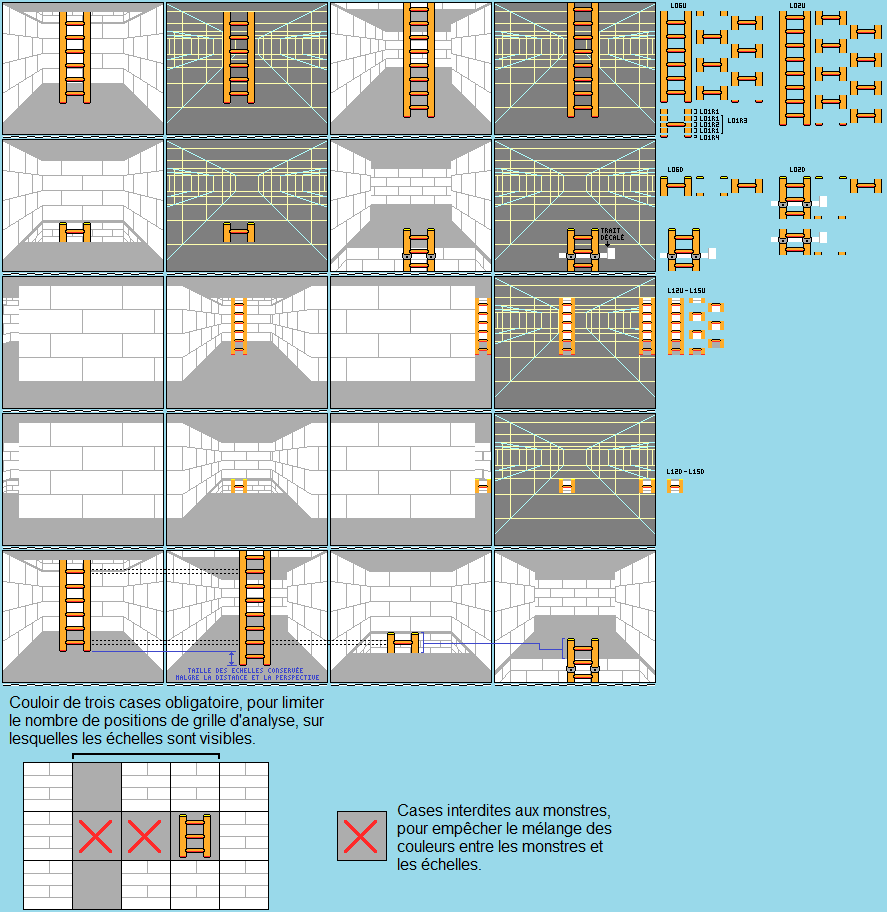 L06U
L02U
L01R1
L01R1
L01R2
L01R1
L01R4
L01R3
L06D
L02D
TRAIT
DÉCALÉ
L12U-L15U
L12D-L15D
TAILLE DES ECHELLES CONSERVÉE
MALGRE LA DISTANCE ET LA PERSPECTIVE
Couloir de trois cases obligatoire, pour limiter
le nombre de positions de grille d'analyse, sur
lesquelles les échelles sont visibles.
Cases interdites aux monstres,
pour empêcher le mélange des
couleurs entre les monstres et
les échelles.